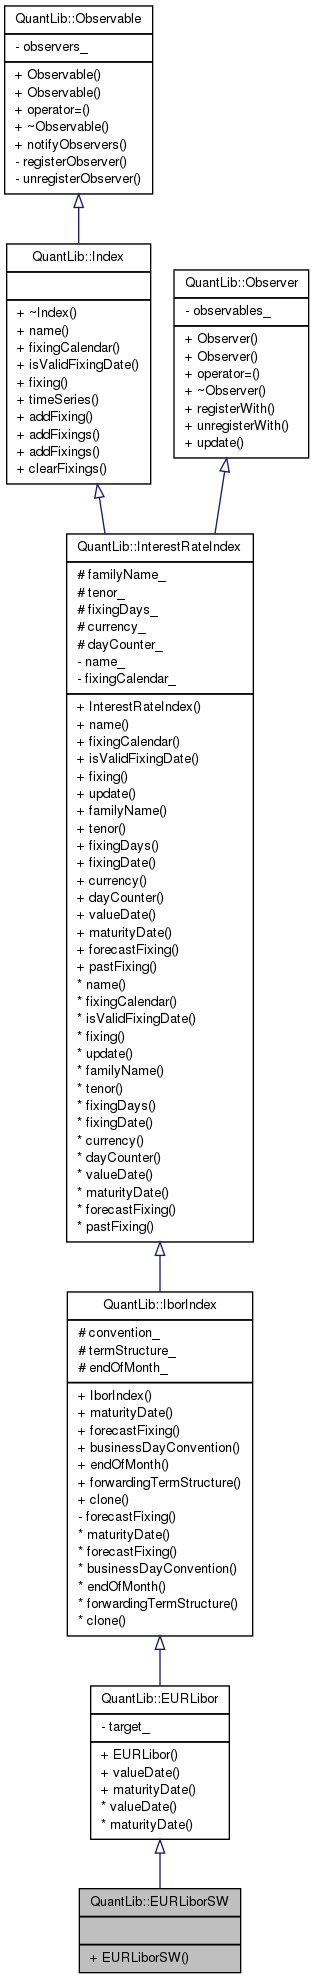 QuantLib::Observable
- observers_
+ Observable()
+ Observable()
+ operator=()
+ ~Observable()
+ notifyObservers()
- registerObserver()
- unregisterObserver()
QuantLib::Index
+ ~Index()
+ name()
+ fixingCalendar()
+ isValidFixingDate()
+ fixing()
+ timeSeries()
+ addFixing()
+ addFixings()
+ addFixings()
+ clearFixings()
QuantLib::Observer
- observables_
+ Observer()
+ Observer()
+ operator=()
+ ~Observer()
+ registerWith()
+ unregisterWith()
+ update()
QuantLib::InterestRateIndex
# familyName_
# tenor_
# fixingDays_
# currency_
# dayCounter_
- name_
- fixingCalendar_
+ InterestRateIndex()
+ name()
+ fixingCalendar()
+ isValidFixingDate()
+ fixing()
+ update()
+ familyName()
+ tenor()
+ fixingDays()
+ fixingDate()
+ currency()
+ dayCounter()
+ valueDate()
+ maturityDate()
+ forecastFixing()
+ pastFixing()
* name()
* fixingCalendar()
* isValidFixingDate()
* fixing()
* update()
* familyName()
* tenor()
* fixingDays()
* fixingDate()
* currency()
* dayCounter()
* valueDate()
* maturityDate()
* forecastFixing()
* pastFixing()
QuantLib::IborIndex
# convention_
# termStructure_
# endOfMonth_
+ IborIndex()
+ maturityDate()
+ forecastFixing()
+ businessDayConvention()
+ endOfMonth()
+ forwardingTermStructure()
+ clone()
- forecastFixing()
* maturityDate()
* forecastFixing()
* businessDayConvention()
* endOfMonth()
* forwardingTermStructure()
* clone()
QuantLib::EURLibor
- target_
+ EURLibor()
+ valueDate()
+ maturityDate()
* valueDate()
* maturityDate()
QuantLib::EURLiborSW
+ EURLiborSW()